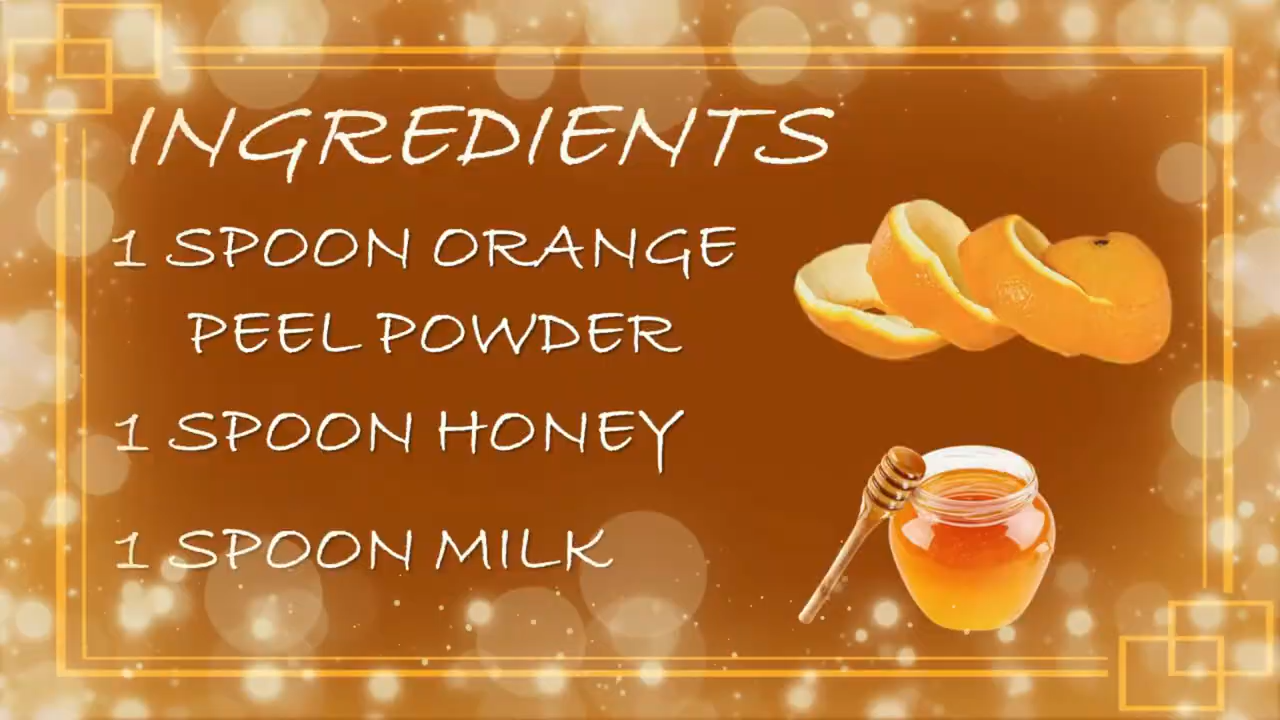 INGREDIENTS
1 SPOON ORANGE
PEEL POWDER
1 SPOON HONEY
1 SPOON MILK